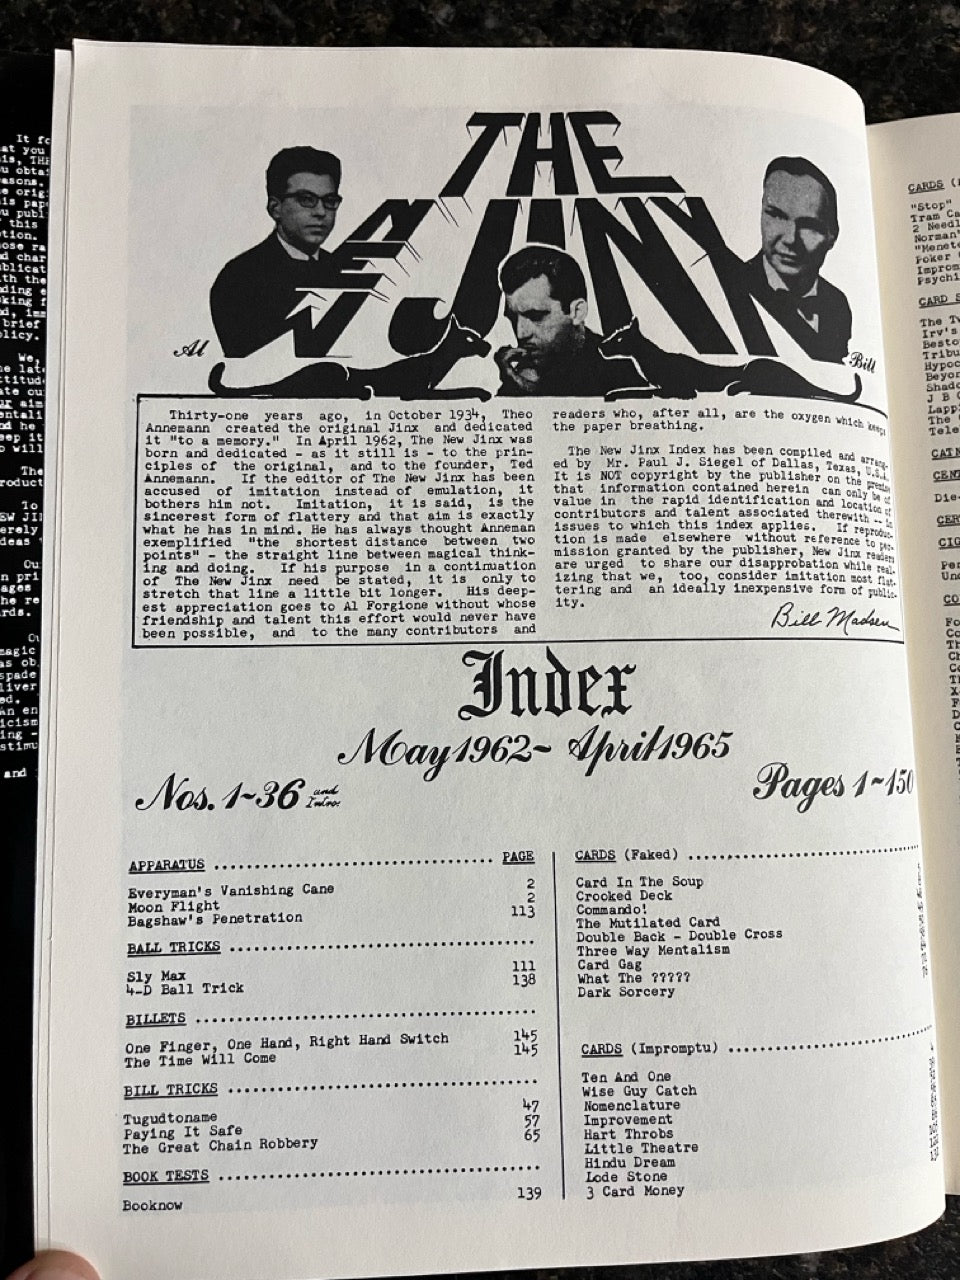 THE
NEW JINX
Al
Bill
Thirty-one years ago, in October 1934, Theo
Annemann created the original Jinx and dedicated
it "to a memory." In April 1962, The New Jinx was
born and dedicated - as it still is - to the prin-
ciples of the original, and to the founder, Ted
Annemann. If the editor of The New Jinx has been
accused of imitation instead of emulation, it
bothers him not. Imitation, it is said, is the
sincerest form of flattery and that aim is exactly
what he has in mind. He has always thought Anneman
exemplified "the shortest distance between two
points" - the straight line between magical think-
ing and doing. If his purpose in a continuation
of The New Jinx need be stated, it is only to
stretch that line a little bit longer. His deep-
est appreciation goes to Al Forgione without whose
friendship and talent this effort would never have
been possible, and to the many contributors and
readers who, after all, are the oxygen which keeps
the paper breathing.
The New Jinx Index has been compiled and arrang-
ed by Mr. Paul J. Siegel of Dallas, Texas, U.S.A.
It is NOT copyright by the publisher on the premise
that information contained herein can only be of
value in the rapid identification and location of
contributors and talent associated therewith -- in
issues to which this index applies. If reproduc-
tion is made elsewhere without reference to per-
mission granted by the publisher, New Jinx readers
are urged to share our disapprobation while real-
izing that we, too, consider imitation most flat-
tering and an ideally inexpensive form of public-
ity.
Bill Madsen
Index
May 1962~ April 1965
Nos. 1~36 and Intro.
Pages 1~150
APPARATUS PAGE
Everyman's Vanishing Cane 2
Moon Flight 2
Bagshaw's Penetration 113
BALL TRICKS
Sly Max 111
4-D Ball Trick 138
BILLETS
One Finger, One Hand, Right Hand Switch 145
The Time Will Come 145
BILL TRICKS
Tugudtoname 47
Paying It Safe 57
The Great Chain Robbery 65
BOOK TESTS
Booknow 139
CARDS (Faked)
Card In The Soup
Crooked Deck
Commando!
The Mutilated Card
Double Back - Double Cross
Three Way Mentalism
Card Gag
What The ?????
Dark Sorcery
CARDS (Impromptu)
Ten And One
Wise Guy Catch
Nomenclature
Improvement
Hart Throbs
Little Theatre
Hindu Dream
Lode Stone
3 Card Money
CARDS
"Stop"
2
Norman'
Poker
CARD
The
Irv's